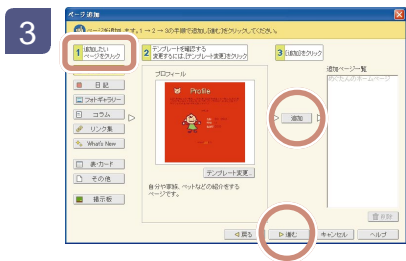 3
ページ追加
ページを追加します。1→2→3の手順で追加し[進む]をクリックしてください。
1 追加したい
ページをクリック
2 テンプレートを確認する
変更するには、[テンプレート変更]をクリック
3 [追加]をクリック
プロフィール
追加ページ一覧
めぐたんのホームページ
日記
フォトギャラリー
コラム
リンク集
What's New
表・カード
その他
掲示板
Profile
追加
テンプレート変更...
自分や家族、ペットなどの紹介をする
ページです。
削除
戻る
進む
キャンセル
ヘルプ